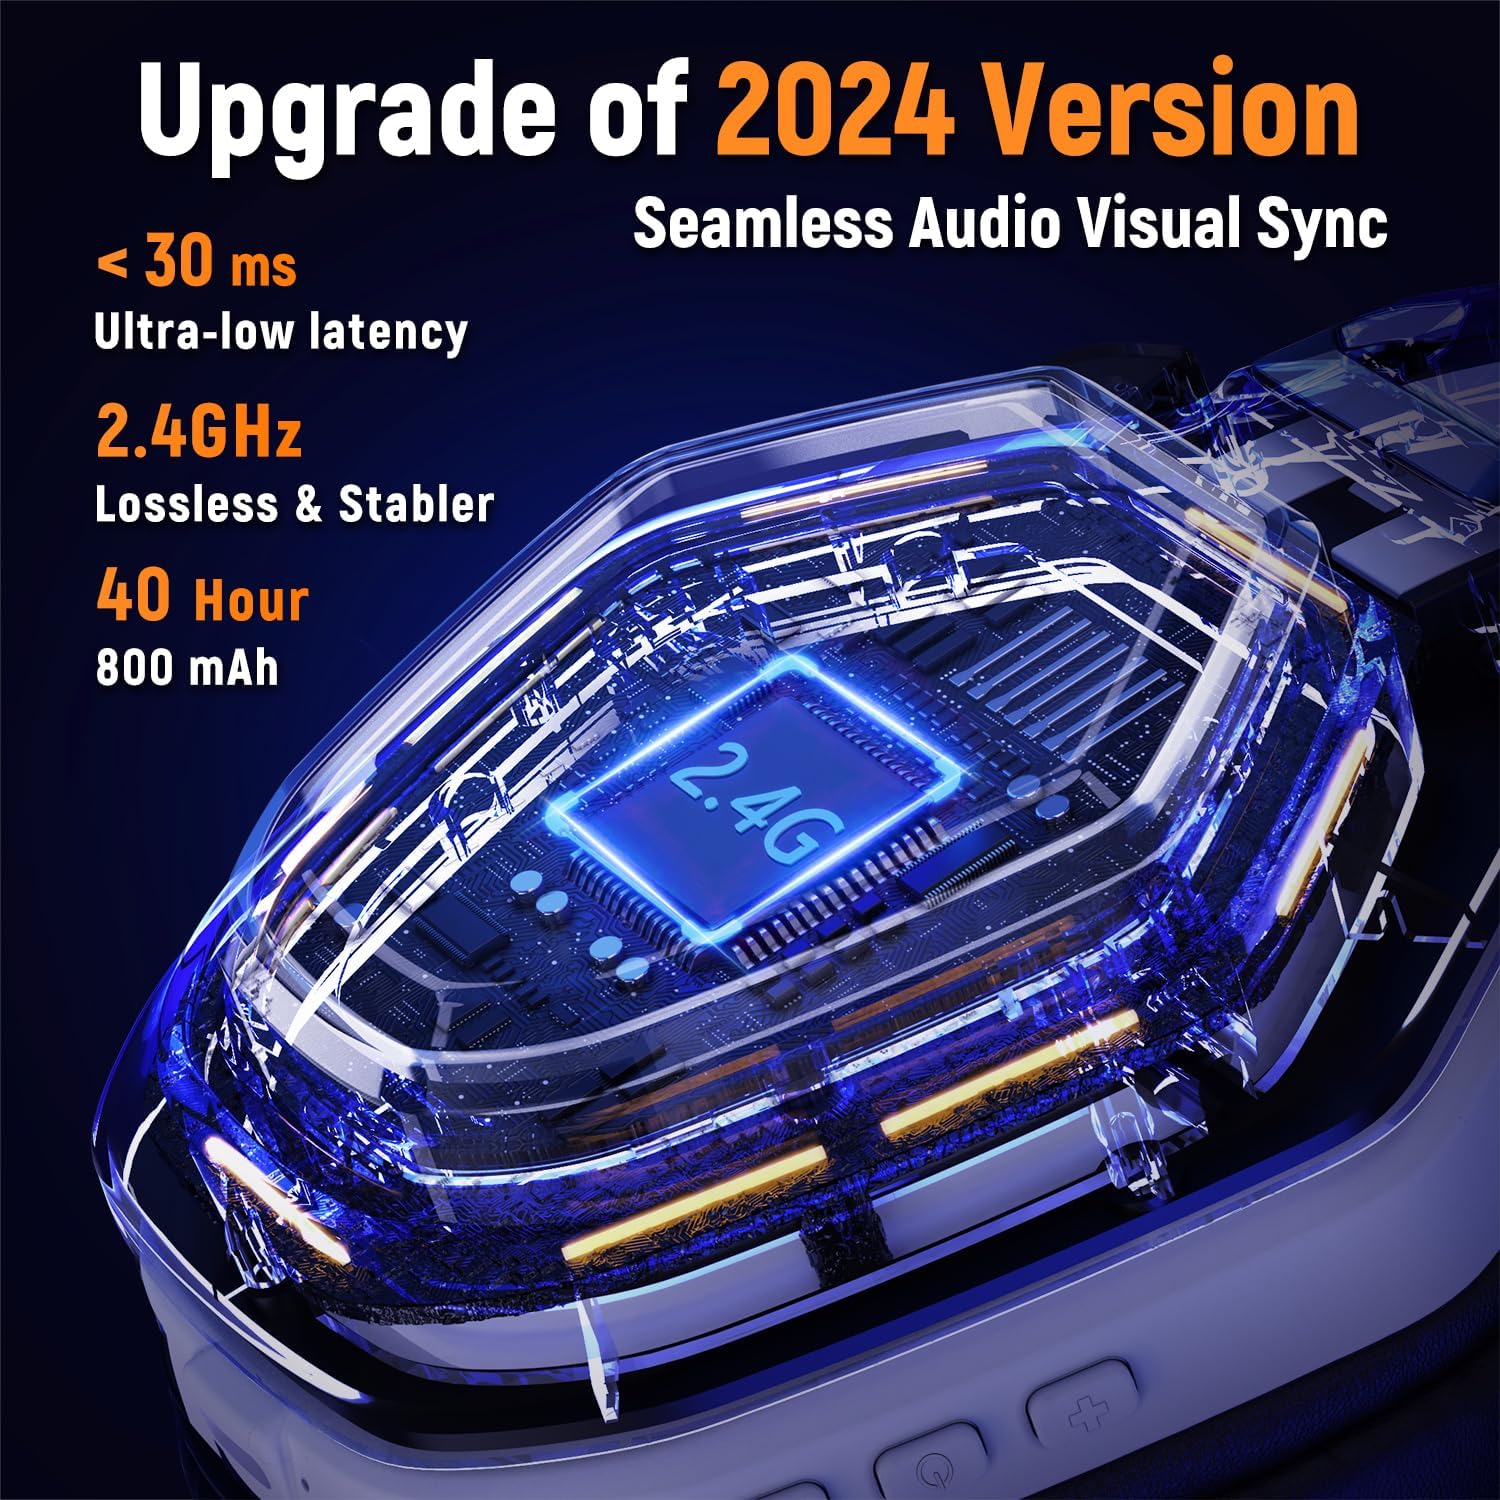 Upgrade of 2024 Version
Seamless Audio Visual Sync
< 30 ms
Ultra-low latency
2.4GHz
Lossless & Stabler
40 Hour
800 mAh
2.4G